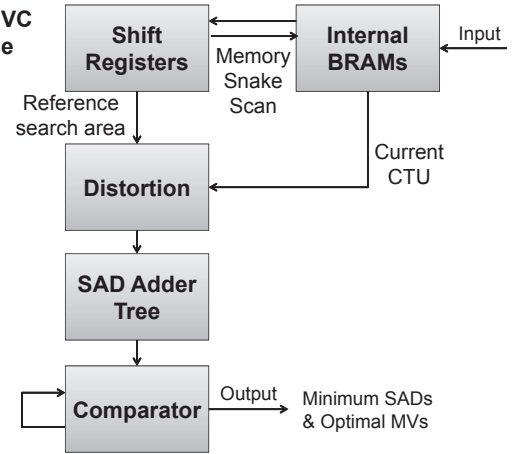 VC
e
Shift
Registers
Internal
BRAMs
Input
Memory
Snake
Scan
Reference
search area
Current
CTU
Distortion
SAD Adder
Tree
Comparator
Output
Minimum SADs
& Optimal MVs